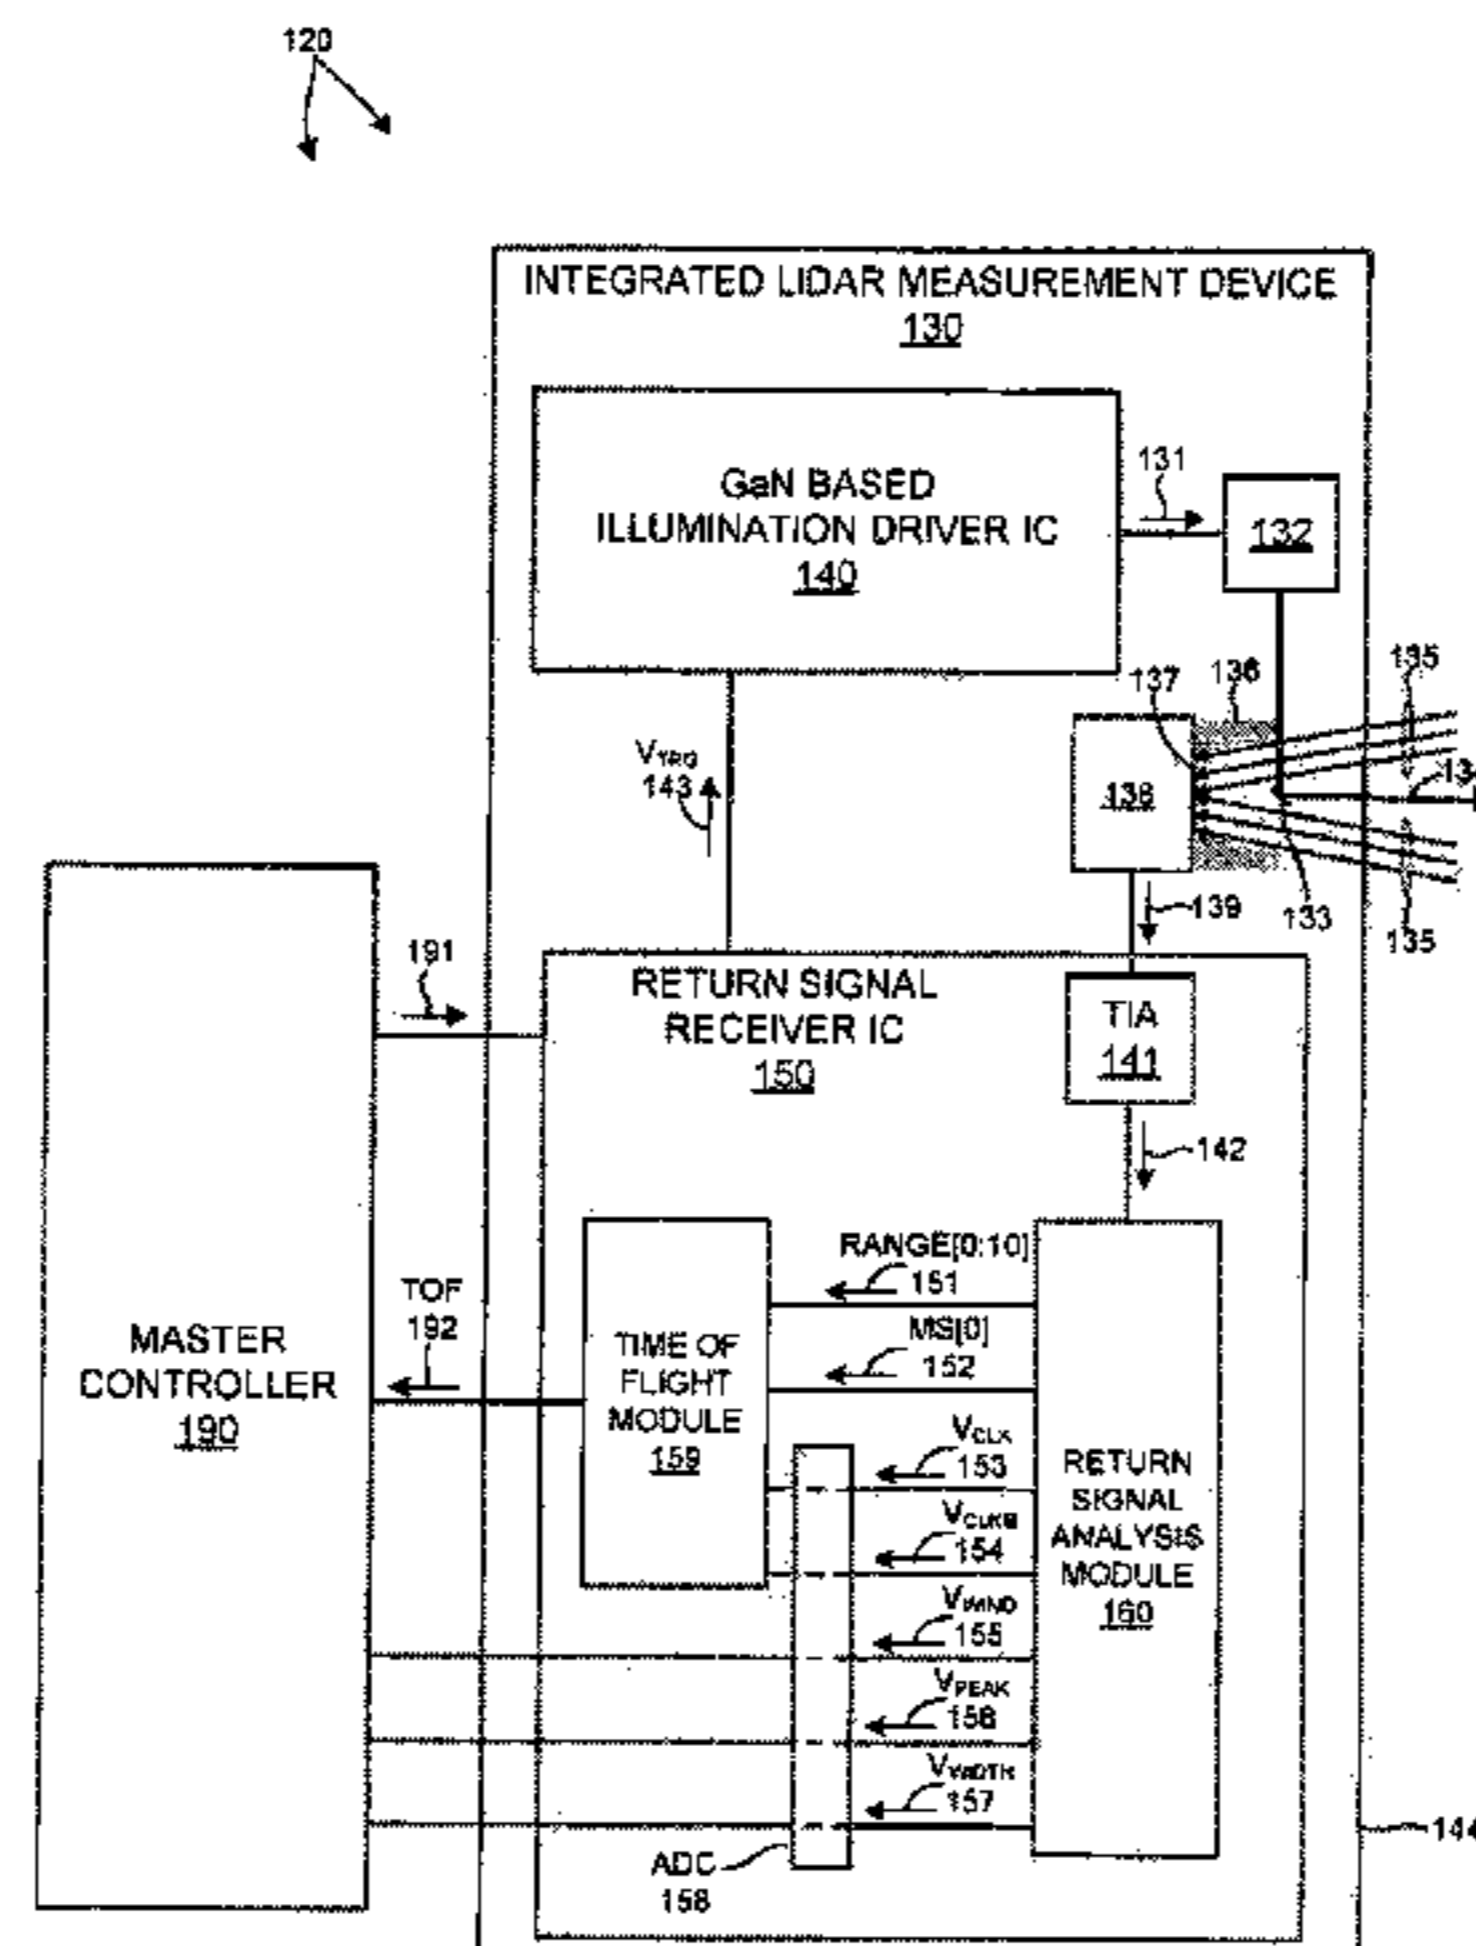 120
INTEGRATED LIDAR MEASUREMENT DEVICE
130
GaN BASED
ILLUMINATION DRIVER IC
140
131
132
135
136
137
138
134
VTRG
143
139
133
135
191
RETURN SIGNAL
RECEIVER IC
150
TIA
141
142
RANGE[0:10]
151
MS[0]
152
TOF
192
MASTER
CONTROLLER
190
TIME OF
FLIGHT
MODULE
159
VCLK
153
VCLKB
154
VWIND
155
VPEAK
156
VWIDTH
157
RETURN
SIGNAL
ANALYSIS
MODULE
160
ADC
158
144